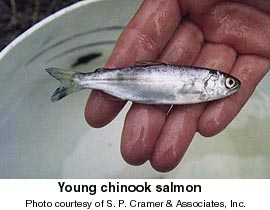 Young chinook salmon
Photo courtesy of S. P. Cramer & Associates, Inc.